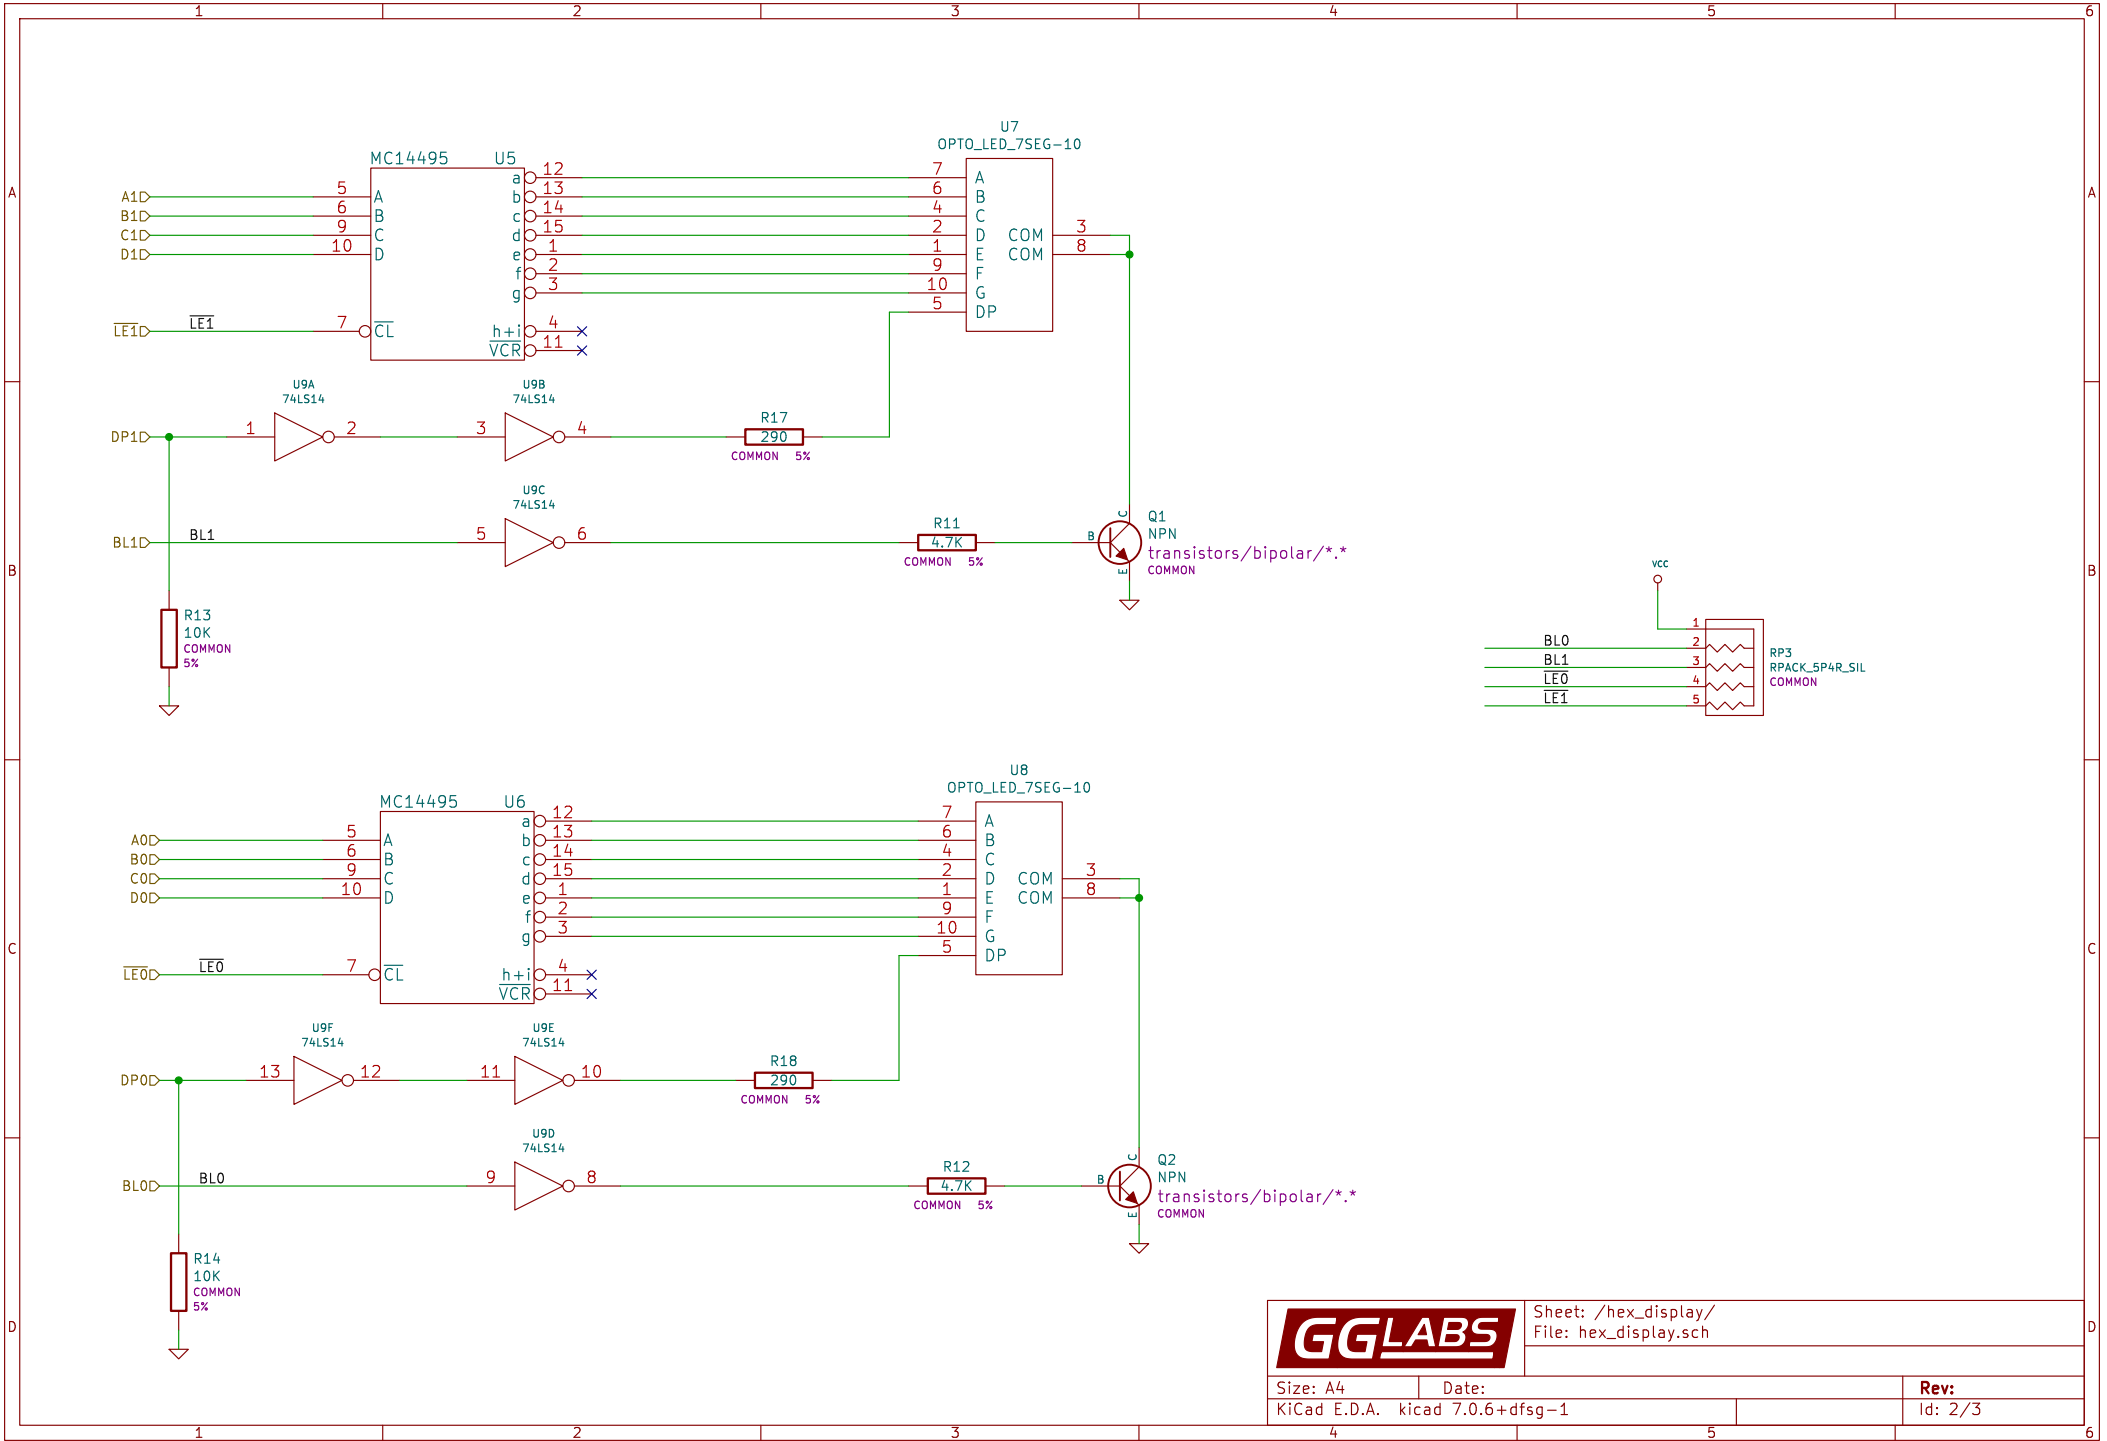 1 2 3 4 5 6
A A
B B
C C
D D
U7
OPTO_LED_7SEG-10
MC14495 U5
A1 5 A a 12 7 A
B1 6 B b 13 6 B
C1 9 C c 14 4 C
D1 10 D d 15 2 D COM 3
e 1 1 E COM 8
f 2 9 F
g 3 10 G
5 DP
LE1 LE1 7 CL h+i 4
VCR 11
U9A
74LS14
U9B
74LS14
DP1 1 2 3 4
R17
290
COMMON 5%
U9C
74LS14
BL1 BL1 5 6
R11
4.7K
COMMON 5%
B C E
Q1
NPN
transistors/bipolar/*.*
COMMON
R13
10K
COMMON
5%
VCC
1
BL0 2
BL1 3
LE0 4
LE1 5
RP3
RPACK_5P4R_SIL
COMMON
U8
OPTO_LED_7SEG-10
MC14495 U6
A0 5 A a 12 7 A
B0 6 B b 13 6 B
C0 9 C c 14 4 C
D0 10 D d 15 2 D COM 3
e 1 1 E COM 8
f 2 9 F
g 3 10 G
5 DP
LE0 LE0 7 CL h+i 4
VCR 11
U9F
74LS14
U9E
74LS14
DP0 13 12 11 10
R18
290
COMMON 5%
U9D
74LS14
BL0 BL0 9 8
R12
4.7K
COMMON 5%
B C E
Q2
NPN
transistors/bipolar/*.*
COMMON
R14
10K
COMMON
5%
GGLABS
Sheet: /hex_display/
File: hex_display.sch
Size: A4 Date: Rev:
KiCad E.D.A. kicad 7.0.6+dfsg-1 Id: 2/3
1 2 3 4 5 6